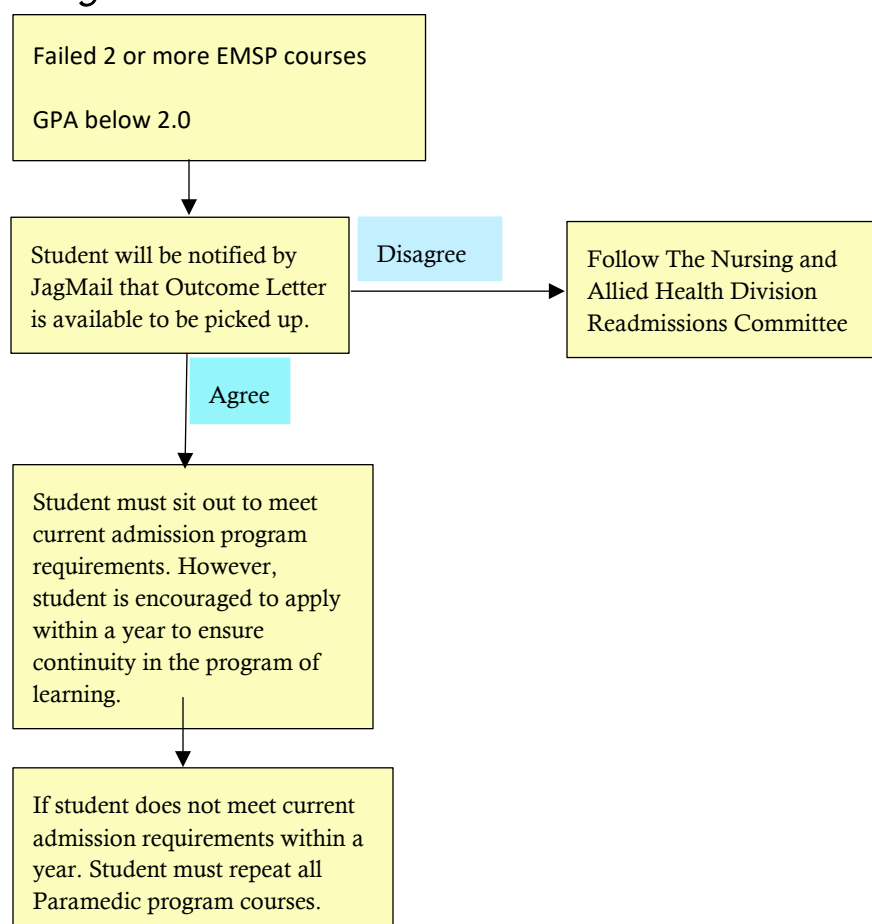 Failed 2 or more EMSP courses
GPA below 2.0
Student will be notified by
JagMail that Outcome Letter
is available to be picked up.
Disagree
Follow The Nursing and
Allied Health Division
Readmissions Committee
Agree
Student must sit out to meet
current admission program
requirements. However,
student is encouraged to apply
within a year to ensure
continuity in the program of
learning.
If student does not meet current
admission requirements within a
year. Student must repeat all
Paramedic program courses.